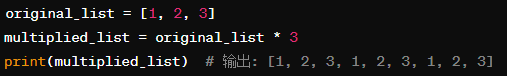 original_list = [1, 2, 3]
multiplied_list = original_list * 3
print(multiplied_list)  # 输出: [1, 2, 3, 1, 2, 3, 1, 2, 3]